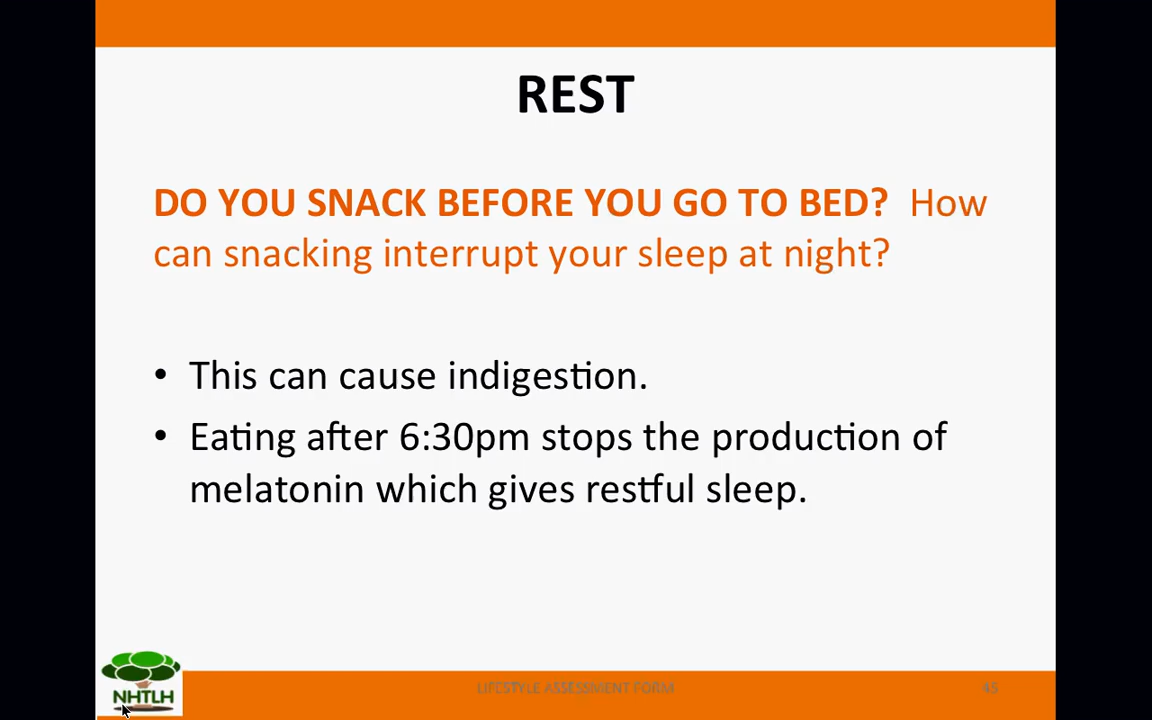 REST
DO YOU SNACK BEFORE YOU GO TO BED? How
can snacking interrupt your sleep at night?
• This can cause indigestion.
• Eating after 6:30pm stops the production of
melatonin which gives restful sleep.
NHTLH
LIFESTYLE ASSESSMENT FORM
45